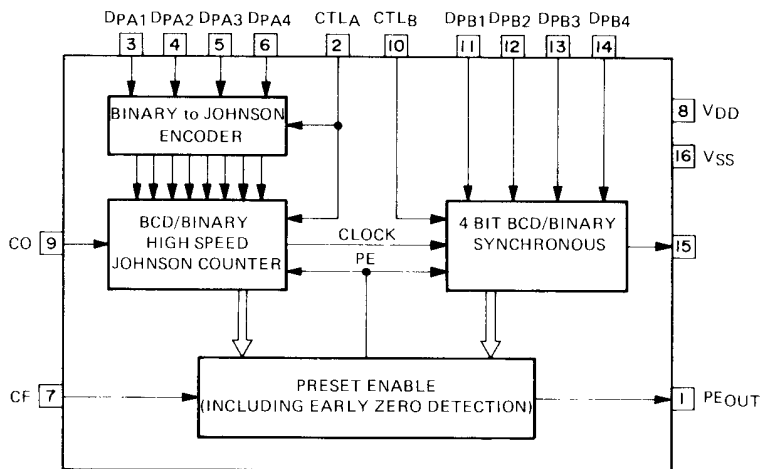 DPA1 DPA2 DPA3 DPA4 CTLA CTLB DPB1 DPB2 DPB3 DPB4
3 4 5 6 2 10 11 12 13 14
BINARY to JOHNSON
ENCODER
8 VDD
16 VSS
BCD/BINARY
HIGH SPEED
JOHNSON COUNTER
4 BIT BCD/BINARY
SYNCHRONOUS
CO 9
CLOCK
15
PE
PRESET ENABLE
(INCLUDING EARLY ZERO DETECTION)
CF 7
1 PEOUT